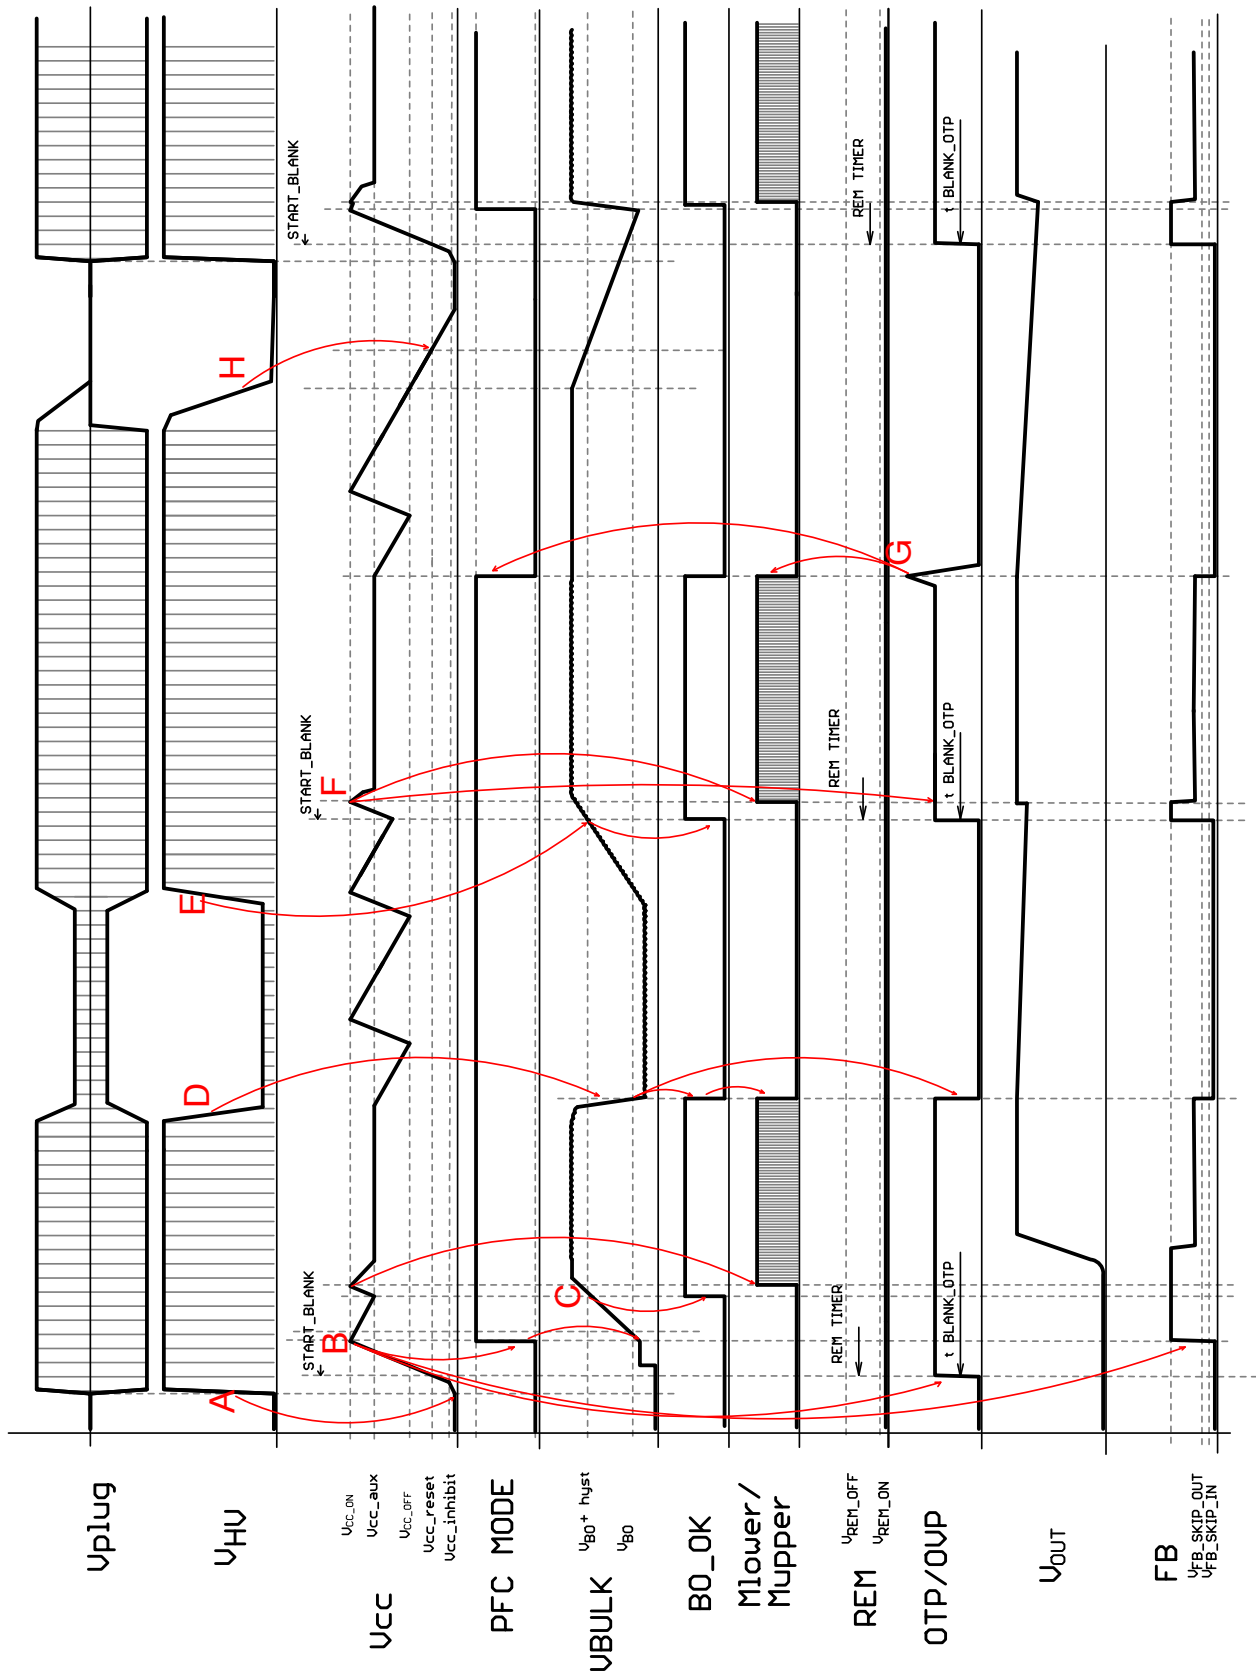 Vplug
VHV
VCC_ON
Vcc_aux
VCC_OFF
Vcc_reset
Vcc_inhibit
Vcc
PFC MODE
VBO+ hyst
VBO
VBULK
BO_OK
Mlower/
Mupper
VREM_OFF
VREM_ON
REM
OTP/OVP
VOUT
FB
VFB_SKIP_OUT
VFB_SKIP_IN
A
B
C
D
E
F
G
H
START_BLANK
START_BLANK
START_BLANK
REM TIMER
REM TIMER
REM TIMER
t BLANK_OTP
t BLANK_OTP
t BLANK_OTP